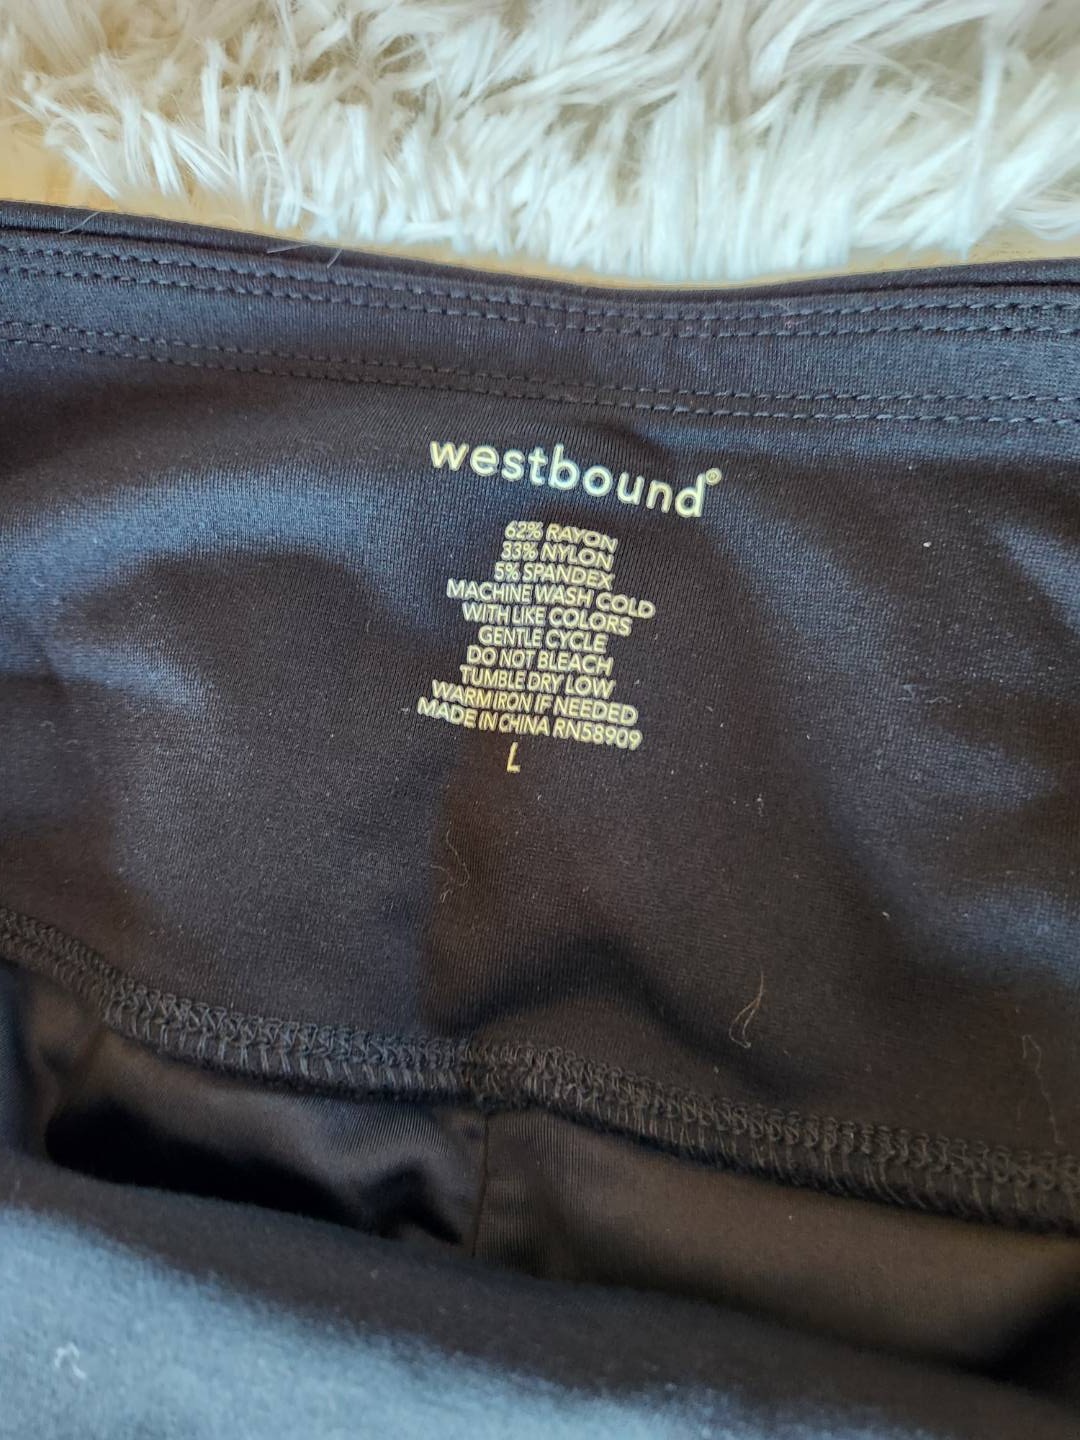 westbound®
62% RAYON
33% NYLON
5% SPANDEX
MACHINE WASH COLD
WITH LIKE COLORS
GENTLE CYCLE
DO NOT BLEACH
TUMBLE DRY LOW
WARM IRON IF NEEDED
MADE IN CHINA RN58909
L